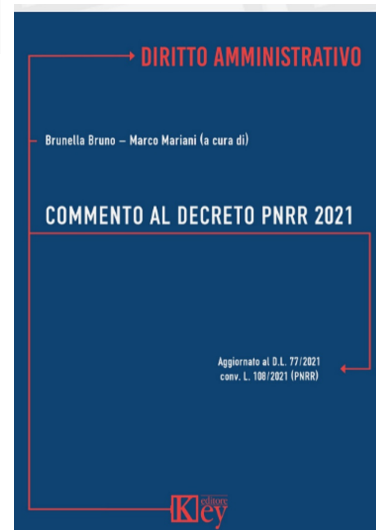 DIRITTO AMMINISTRATIVO
Brunella Bruno – Marco Mariani (a cura di)
COMMENTO AL DECRETO PNRR 2021
Aggiornato al D.L. 77/2021
conv. L. 108/2021 (PNRR)
Key editore